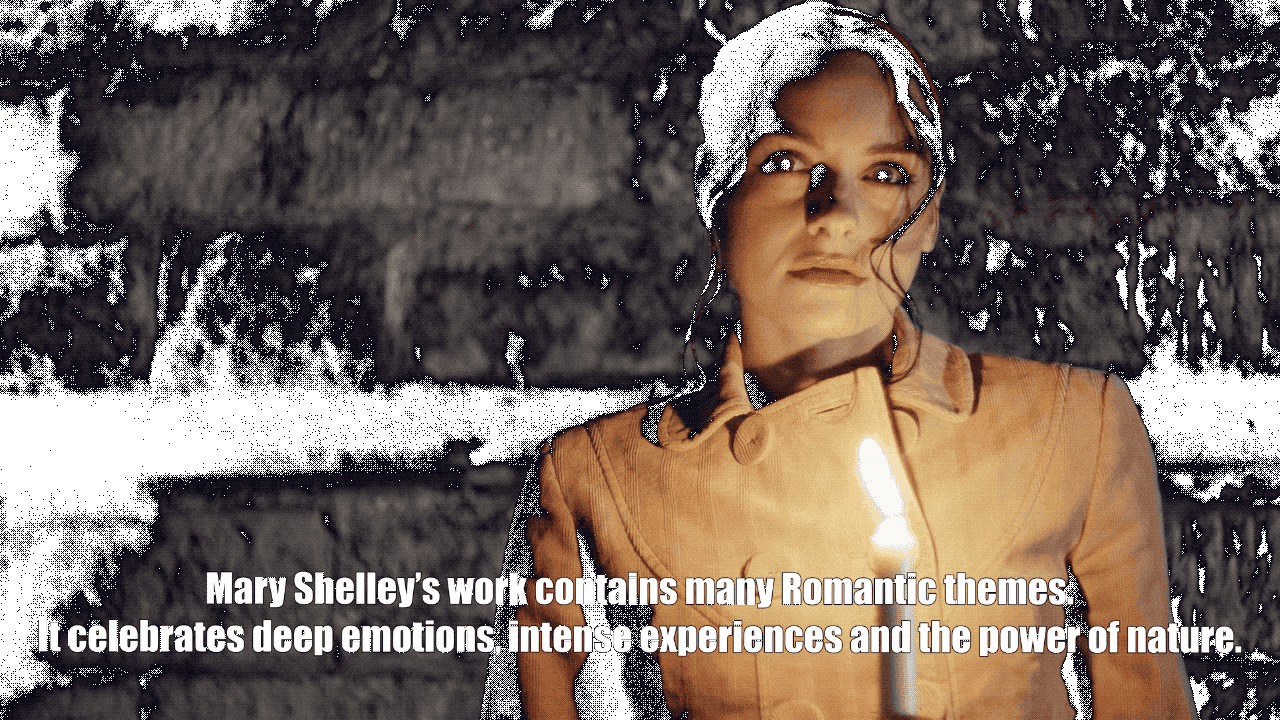 Mary Shelley’s work contains many Romantic themes.
It celebrates deep emotions, intense experiences and the power of nature.